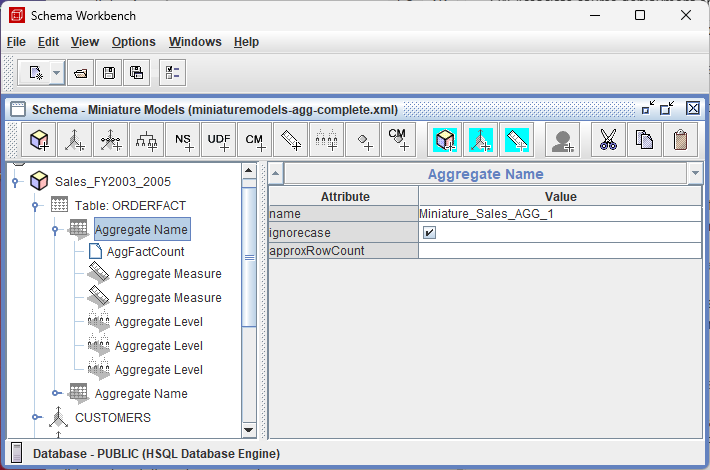 Schema Workbench
File Edit View Options Windows Help
Schema - Miniature Models (miniaturemodels-agg-complete.xml)
NS UDF CM CM
Sales_FY2003_2005
Table: ORDERFACT
Aggregate Name
AggFactCount
Aggregate Measure
Aggregate Measure
Aggregate Level
Aggregate Level
Aggregate Level
Aggregate Name
CUSTOMERS
Aggregate Name
Attribute Value
name Miniature_Sales_AGG_1
ignorecase
approxRowCount
Database - PUBLIC (HSQL Database Engine)